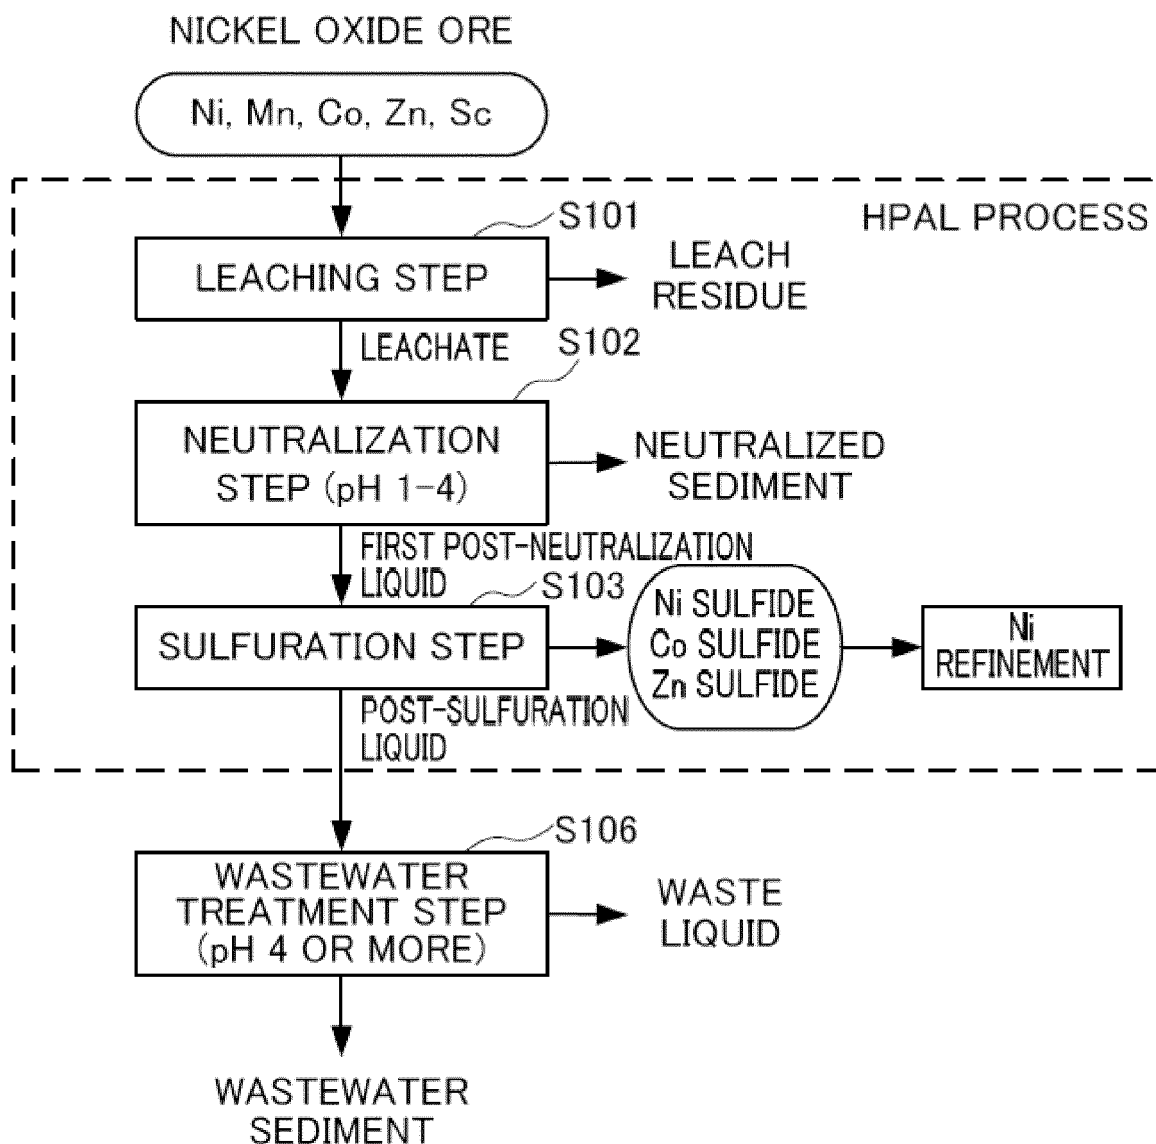 NICKEL OXIDE ORE
Ni, Mn, Co, Zn, Sc
HPAL PROCESS
S101
LEACHING STEP
LEACH
RESIDUE
LEACHATE
S102
NEUTRALIZATION
STEP (pH 1-4)
NEUTRALIZED
SEDIMENT
FIRST POST-NEUTRALIZATION
LIQUID
S103
SULFURATION STEP
Ni SULFIDE
Co SULFIDE
Zn SULFIDE
Ni
REFINEMENT
POST-SULFURATION
LIQUID
S106
WASTEWATER
TREATMENT STEP
(pH 4 OR MORE)
WASTE
LIQUID
WASTEWATER
SEDIMENT